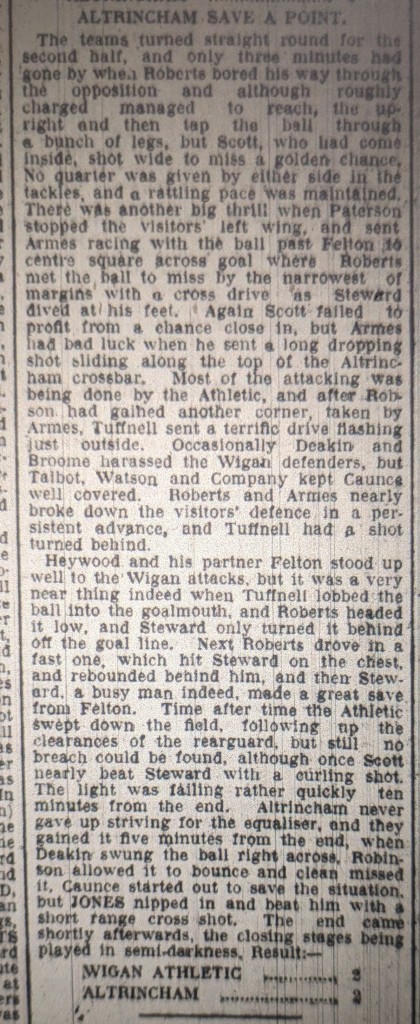 ALTRINCHAM SAVE A POINT.
The teams turned straight round for the
second half, and only three minutes had
gone by when Roberts bored his way through
the opposition and although roughly
charged managed to reach, the up-
right and then tap the ball through
a bunch of legs, but Scott, who had come
inside, shot wide to miss a golden chance.
No quarter was given by either side in the
tackles, and a rattling pace was maintained.
There was another big thrill when Paterson
stopped the visitors' left wing, and sent
Armes racing with the ball past Felton to
centre square across goal where Roberts
met the ball to miss by the narrowest of
margins with a cross drive as Steward
dived at his feet. Again Scott failed to
profit from a chance close in, but Armes
had bad luck when he sent a long dropping
shot sliding along the top of the Altrinc-
ham crossbar. Most of the attacking was
being done by the Athletic, and after Rob-
son had gained another corner, taken by
Armes, Tuffnell sent a terrific drive flashing
just outside. Occasionally Deakin and
Broome harassed the Wigan defenders, but
Talbot, Watson and Company kept Caunce
well covered. Roberts and Armes nearly
broke down the visitors' defence in a per-
sistent advance, and Tuffnell had a shot
turned behind.
Heywood and his partner Felton stood up
well to the Wigan attacks, but it was a very
near thing indeed when Tuffnell lobbed the
ball into the goalmouth, and Roberts headed
it low, and Steward only turned it behind
off the goal line. Next Roberts drove in a
fast one, which hit Steward on the chest,
and rebounded behind him, and then Stew-
ard, a busy man indeed, made a great save
from Felton. Time after time the Athletic
swept down the field, following up the
clearances of the rearguard, but still no
breach could be found, although once Scott
nearly beat Steward with a curling shot.
The light was failing rather quickly ten
minutes from the end. Altrincham never
gave up striving for the equaliser, and they
gained it five minutes from the end, when
Deakin swung the ball right across, Robin-
son allowed it to bounce and clean missed
it, Caunce started out to save the situation,
but JONES nipped in and beat him with a
short range cross shot. The end came
shortly afterwards, the closing stages being
played in semi-darkness. Result:—
WIGAN ATHLETIC ............ 2
ALTRINCHAM ............ 2